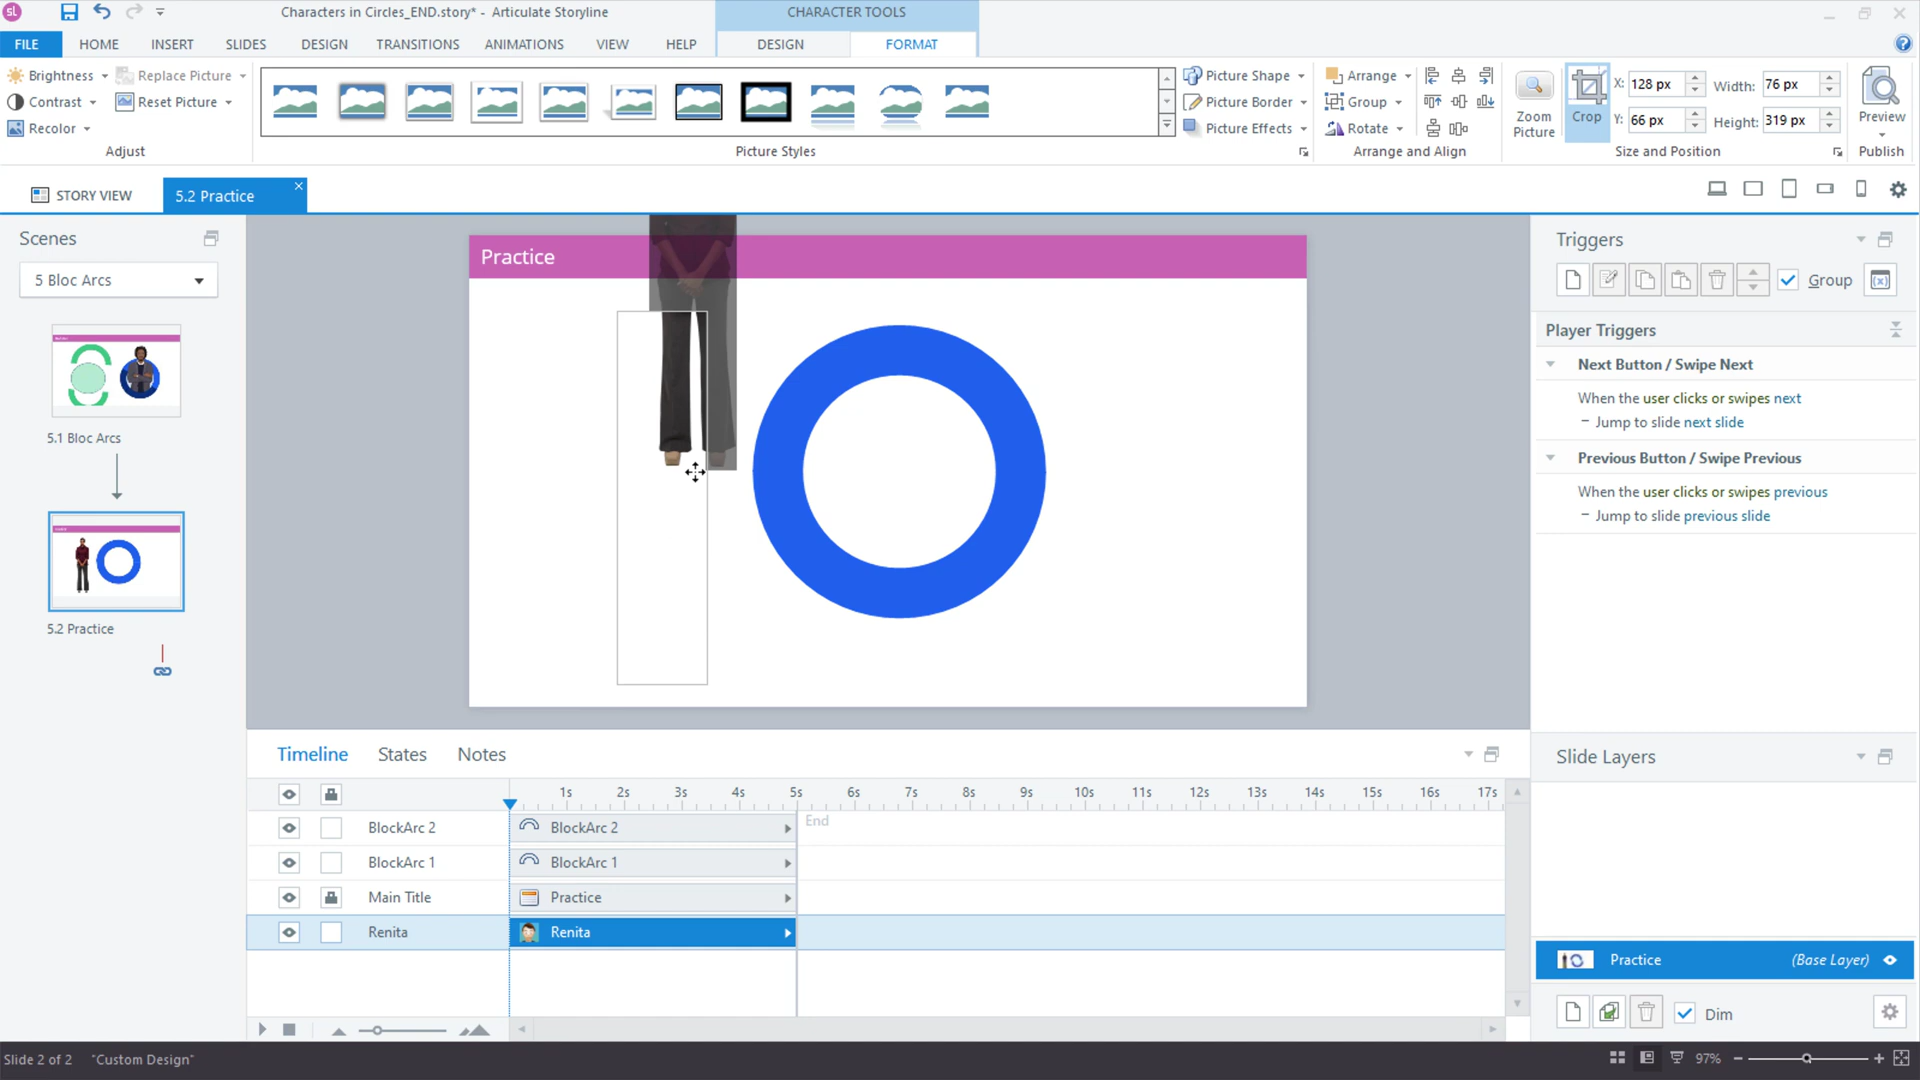 sl Characters in Circles_END.story* - Articulate Storyline CHARACTER TOOLS
FILE HOME INSERT SLIDES DESIGN TRANSITIONS ANIMATIONS VIEW HELP DESIGN FORMAT
Brightness Replace Picture
Contrast Reset Picture
Recolor
Adjust
Picture Styles
Picture Shape
Picture Border
Picture Effects
Arrange
Group
Rotate
Arrange and Align
Zoom Picture
Crop
X: 128 px Width: 76 px
Y: 66 px Height: 319 px
Size and Position
Preview
Publish
STORY VIEW 5.2 Practice
Scenes
5 Bloc Arcs
5.1 Bloc Arcs
5.2 Practice
Practice
Triggers
Group
Player Triggers
Next Button / Swipe Next
When the user clicks or swipes next
– Jump to slide next slide
Previous Button / Swipe Previous
When the user clicks or swipes previous
– Jump to slide previous slide
Timeline States Notes
1s 2s 3s 4s 5s 6s 7s 8s 9s 10s 11s 12s 13s 14s 15s 16s 17s
BlockArc 2 BlockArc 2 End
BlockArc 1 BlockArc 1
Main Title Practice
Renita Renita
Slide Layers
Practice (Base Layer)
Dim
Slide 2 of 2 "Custom Design" 97%